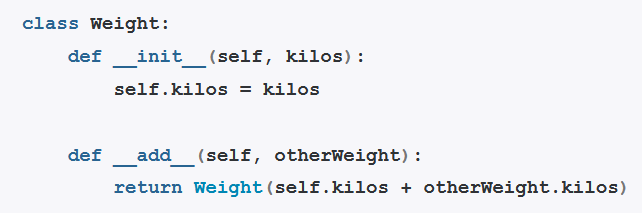 class Weight:
    def __init__(self, kilos):
        self.kilos = kilos

    def __add__(self, otherWeight):
        return Weight(self.kilos + otherWeight.kilos)